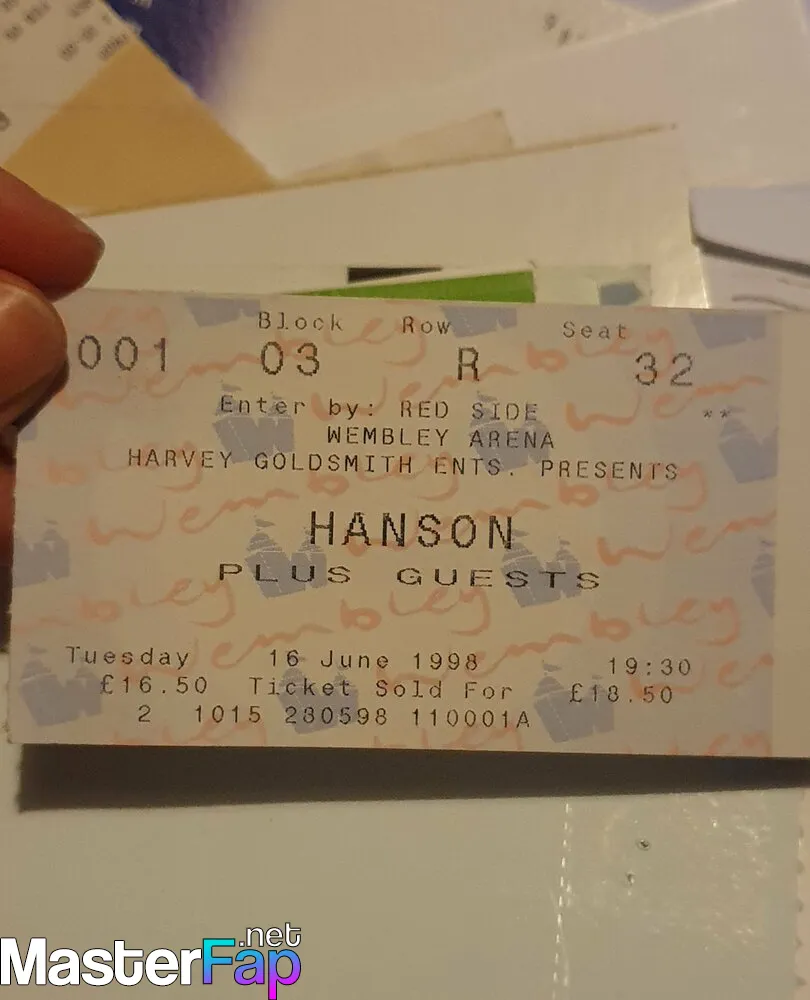 Block Row Seat
001 03 R 32
Enter by: RED SIDE **
WEMBLEY ARENA
HARVEY GOLDSMITH ENTS. PRESENTS
HANSON
PLUS GUESTS
Tuesday 16 June 1998 19:30
£16.50 Ticket Sold For £18.50
2 1015 280598 110001A
Wembley
MasterFap.net